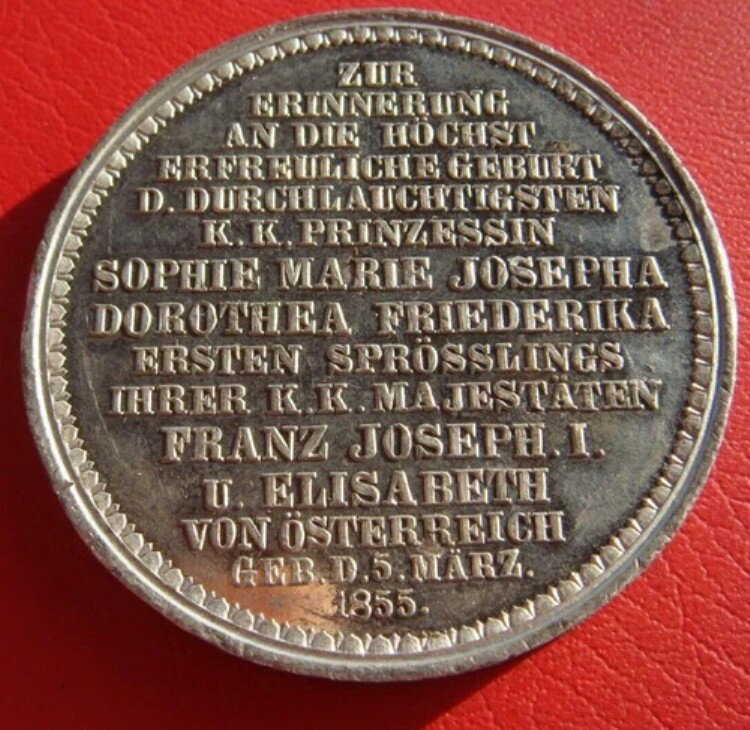 ZUR
ERINNERUNG
AN DIE HÖCHST
ERFREULICHE GEBURT
D. DURCHLAUCHTIGSTEN
K. K. PRINZESSIN
SOPHIE MARIE JOSEPHA
DOROTHEA FRIEDERIKA
ERSTEN SPRÖSSLINGS
IHRER K. K. MAJESTÄTEN
FRANZ JOSEPH. I.
U. ELISABETH
VON ÖSTERREICH
GEB. D. 5. MÄRZ.
1855.